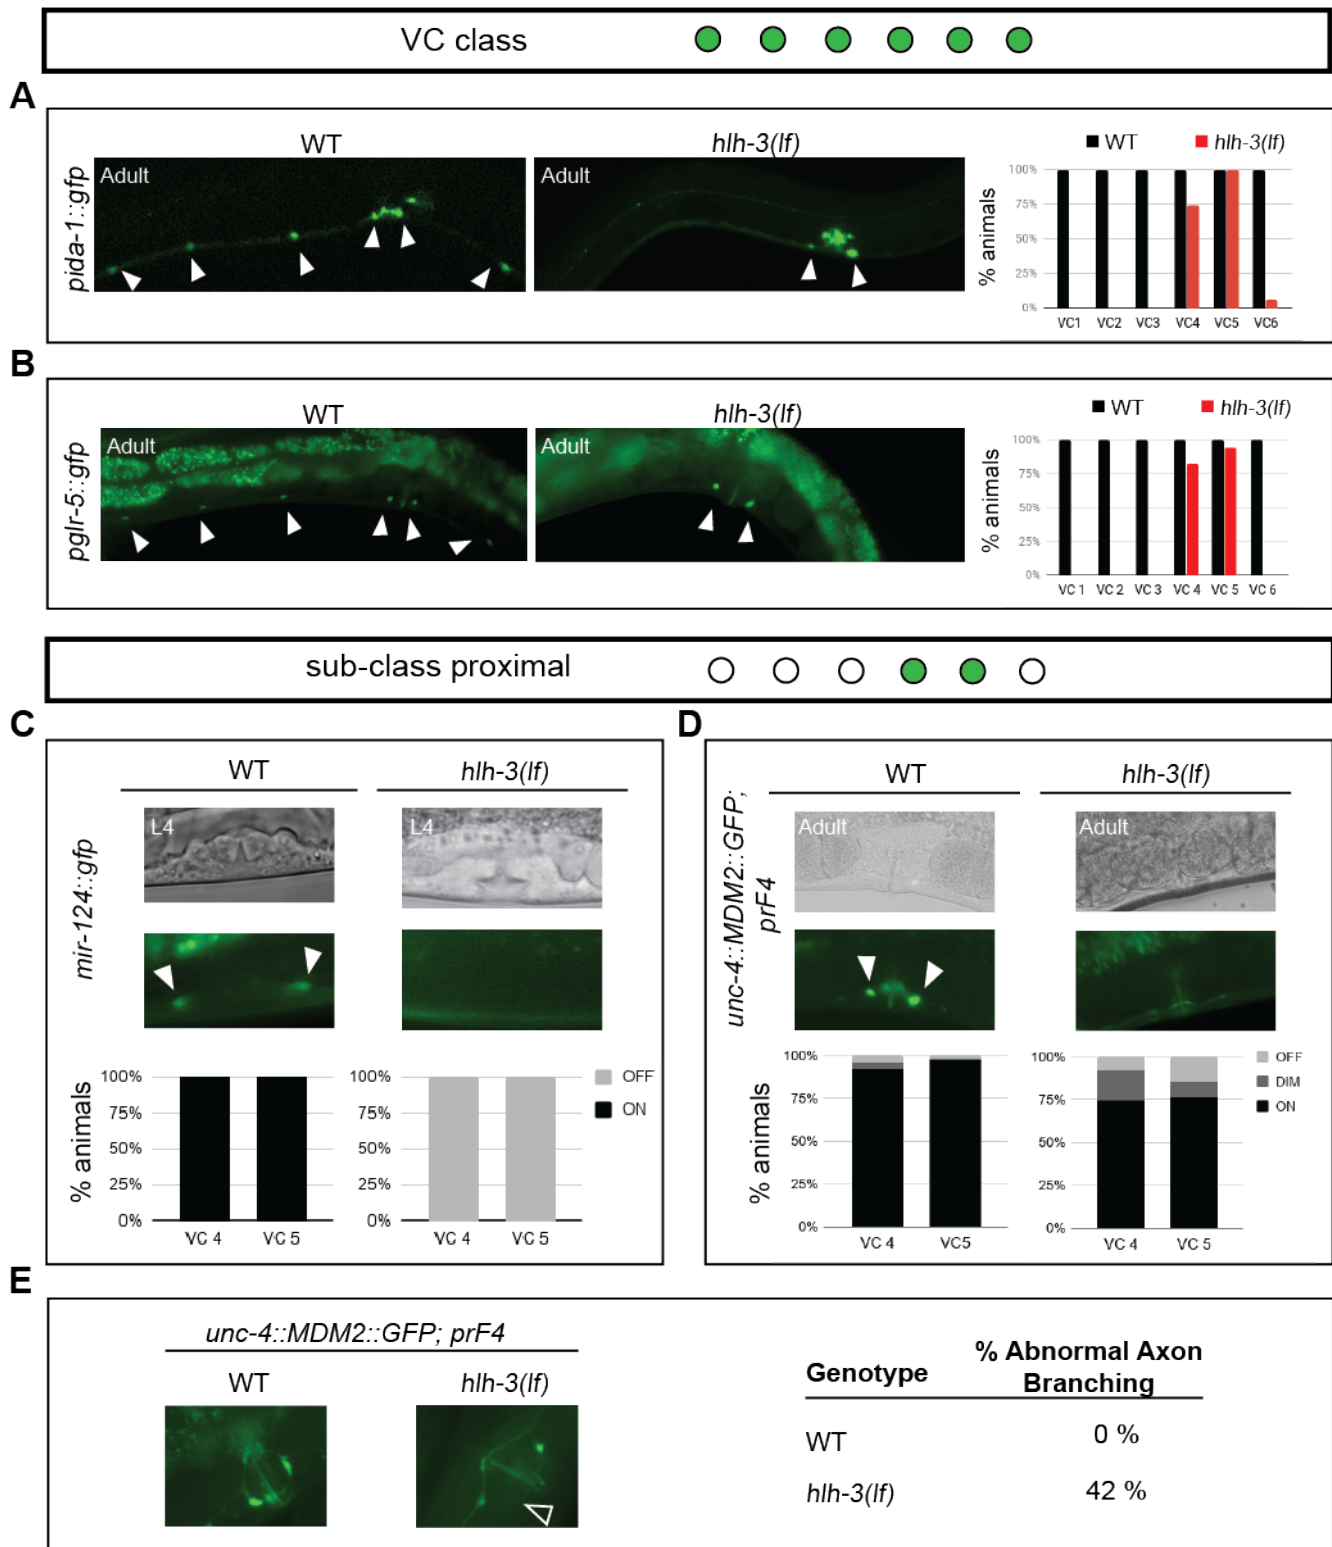 VC class
A
WT
hlh-3(lf)
pida-1::gfp
Adult
Adult
WT
hlh-3(lf)
% animals
100%
75%
50%
25%
0%
VC1 VC2 VC3 VC4 VC5 VC6
B
WT
hlh-3(lf)
pglr-5::gfp
Adult
Adult
WT
hlh-3(lf)
% animals
100%
75%
50%
25%
0%
VC 1 VC 2 VC 3 VC 4 VC 5 VC 6
sub-class proximal
C
WT
hlh-3(lf)
mir-124::gfp
L4
% animals
100%
75%
50%
25%
0%
VC 4 VC 5
100%
75%
50%
25%
0%
VC 4 VC 5
OFF
ON
D
WT
hlh-3(lf)
unc-4::MDM2::GFP;
prF4
Adult
Adult
% animals
100%
75%
50%
25%
0%
VC 4 VC5
100%
75%
50%
25%
0%
VC 4 VC 5
OFF
DIM
ON
E
unc-4::MDM2::GFP; prF4
WT
hlh-3(lf)
Genotype
% Abnormal Axon
Branching
WT
0 %
hlh-3(lf)
42 %